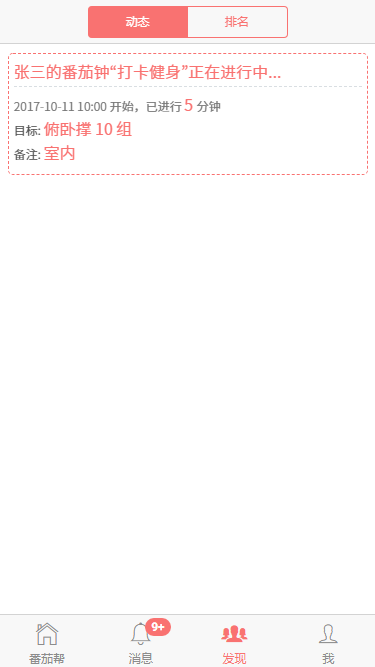 动态 排名
张三的番茄钟“打卡健身”正在进行中...
2017-10-11 10:00 开始，已进行 5 分钟
目标: 俯卧撑 10 组
备注: 室内
9+
番茄帮 消息 发现 我